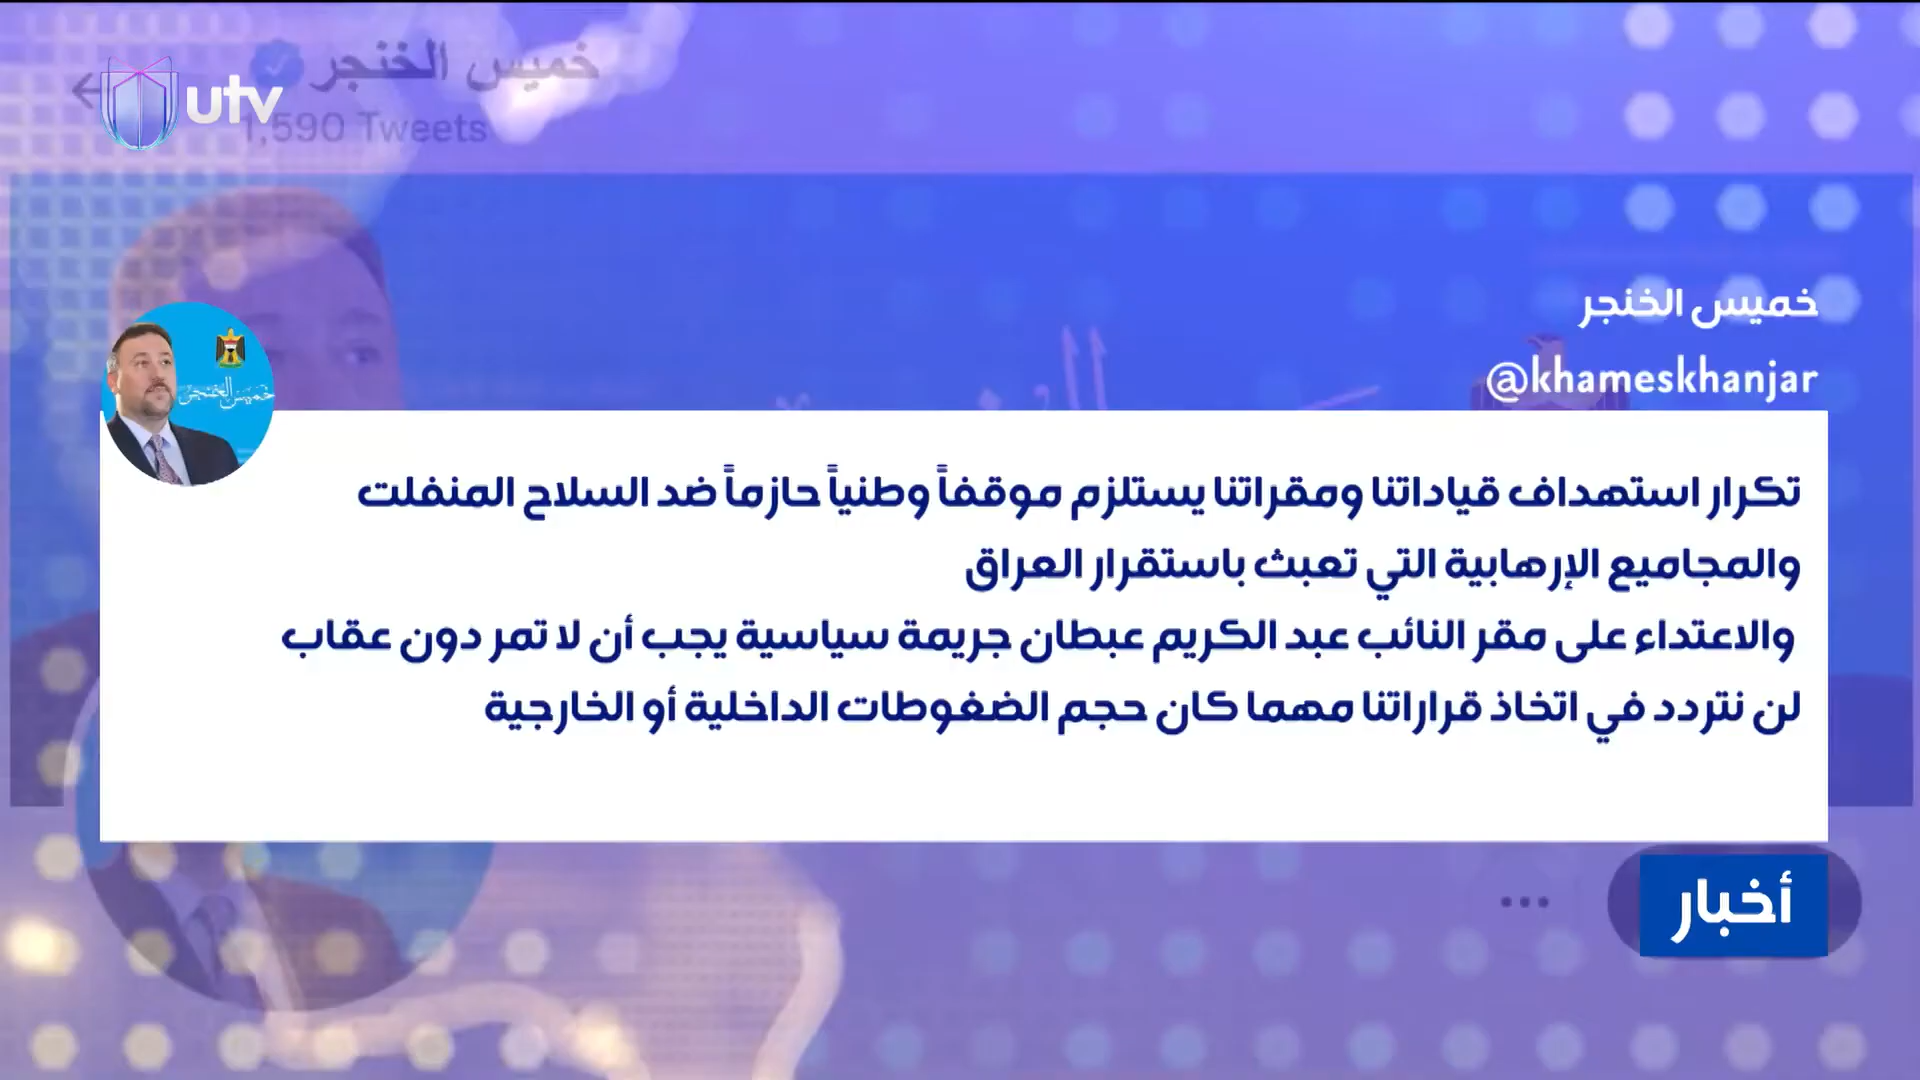 خميس الخنجر
1,590 Tweets
utv
خميس الخنجر
@khameskhanjar
خميس الخنجر
تكرار استهداف قياداتنا ومقراتنا يستلزم موقفاً وطنياً حازماً ضد السلاح المنفلت
والمجاميع الإرهابية التي تعبث باستقرار العراق
والاعتداء على مقر النائب عبد الكريم عبطان جريمة سياسية يجب أن لا تمر دون عقاب
لن نتردد في اتخاذ قراراتنا مهما كان حجم الضغوطات الداخلية أو الخارجية
أخبار